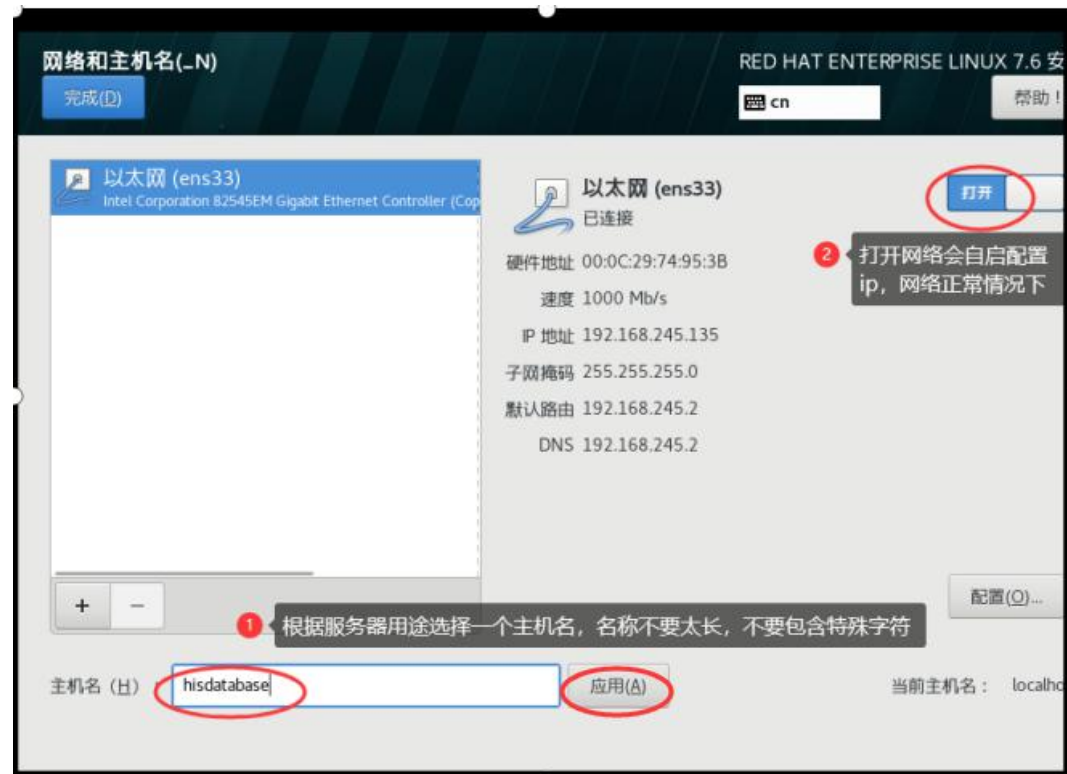 网络和主机名(_N)
完成(D)
RED HAT ENTERPRISE LINUX 7.6 安
cn
帮助!
以太网 (ens33)
Intel Corporation 82545EM Gigabit Ethernet Controller (Cop
以太网 (ens33)
已连接
打开
2
打开网络会自启配置
ip，网络正常情况下
硬件地址 00:0C:29:74:95:3B
速度 1000 Mb/s
IP 地址 192.168.245.135
子网掩码 255.255.255.0
默认路由 192.168.245.2
DNS 192.168.245.2
+ −
配置(O)...
1
根据服务器用途选择一个主机名，名称不要太长，不要包含特殊字符
主机名（H）: hisdatabase
应用(A)
当前主机名： localho